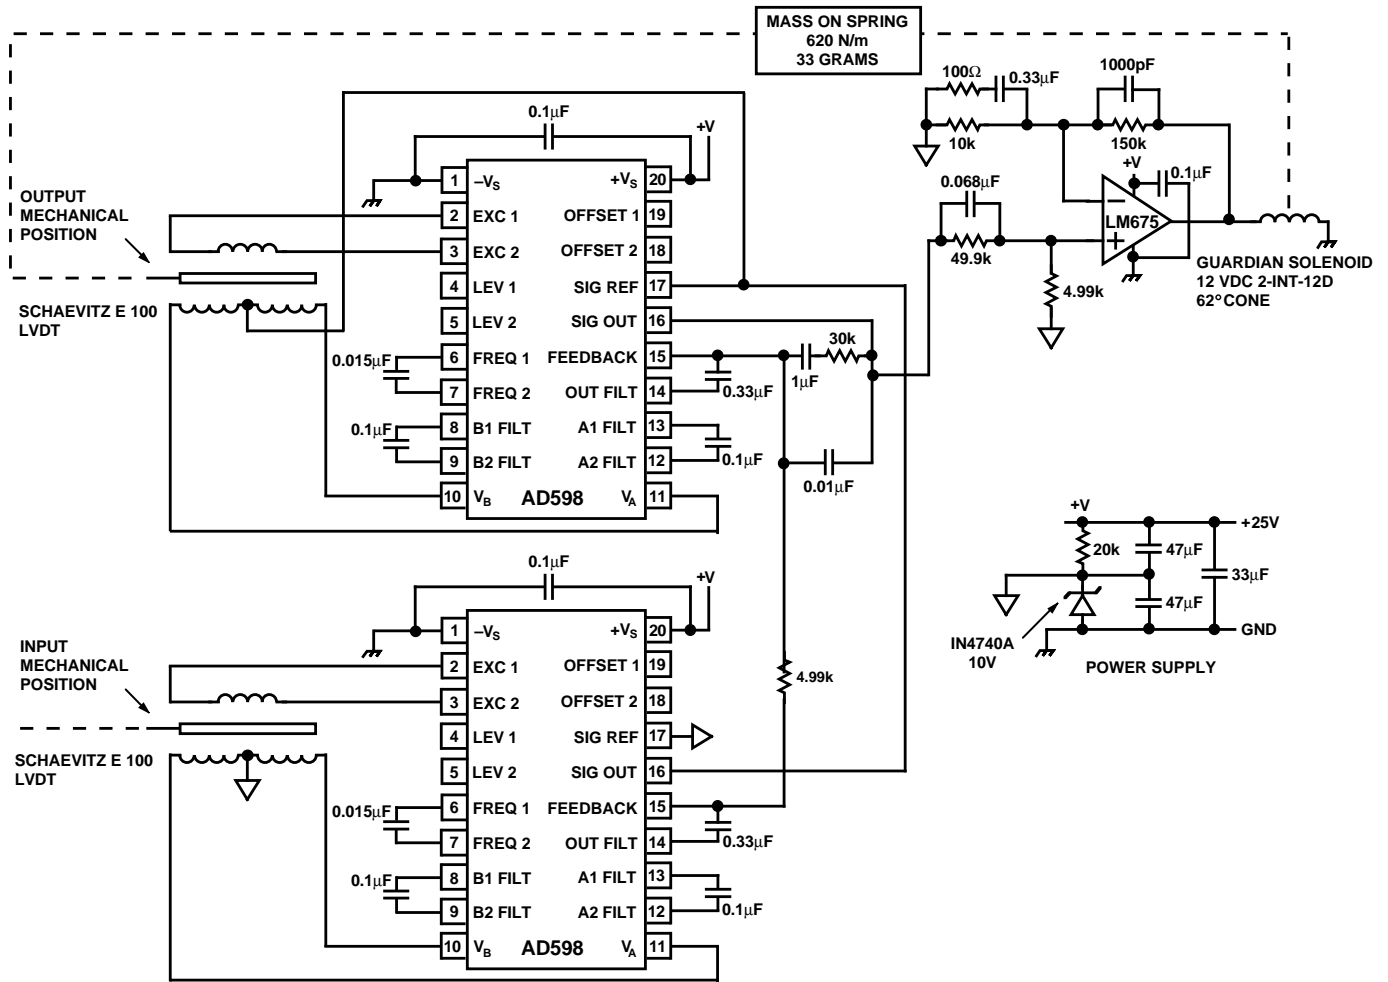 MASS ON SPRING
620 N/m
33 GRAMS
100Ω
0.33µF
1000pF
10k
150k
+V
0.1µF
0.068µF
LM675
−
+
49.9k
4.99k
GUARDIAN SOLENOID
12 VDC 2-INT-12D
62° CONE
0.1µF
+V
OUTPUT
MECHANICAL
POSITION
SCHAEVITZ E 100
LVDT
1 –VS
+VS 20
2 EXC 1
OFFSET 1 19
3 EXC 2
OFFSET 2 18
4 LEV 1
SIG REF 17
5 LEV 2
SIG OUT 16
6 FREQ 1
FEEDBACK 15
7 FREQ 2
OUT FILT 14
8 B1 FILT
A1 FILT 13
9 B2 FILT
A2 FILT 12
10 VB
AD598
VA 11
0.015µF
0.1µF
0.33µF
0.1µF
1µF
30k
0.01µF
4.99k
0.1µF
+V
INPUT
MECHANICAL
POSITION
SCHAEVITZ E 100
LVDT
1 –VS
+VS 20
2 EXC 1
OFFSET 1 19
3 EXC 2
OFFSET 2 18
4 LEV 1
SIG REF 17
5 LEV 2
SIG OUT 16
6 FREQ 1
FEEDBACK 15
7 FREQ 2
OUT FILT 14
8 B1 FILT
A1 FILT 13
9 B2 FILT
A2 FILT 12
10 VB
AD598
VA 11
0.015µF
0.1µF
0.33µF
0.1µF
+V
+25V
20k
47µF
33µF
47µF
IN4740A
10V
GND
POWER SUPPLY